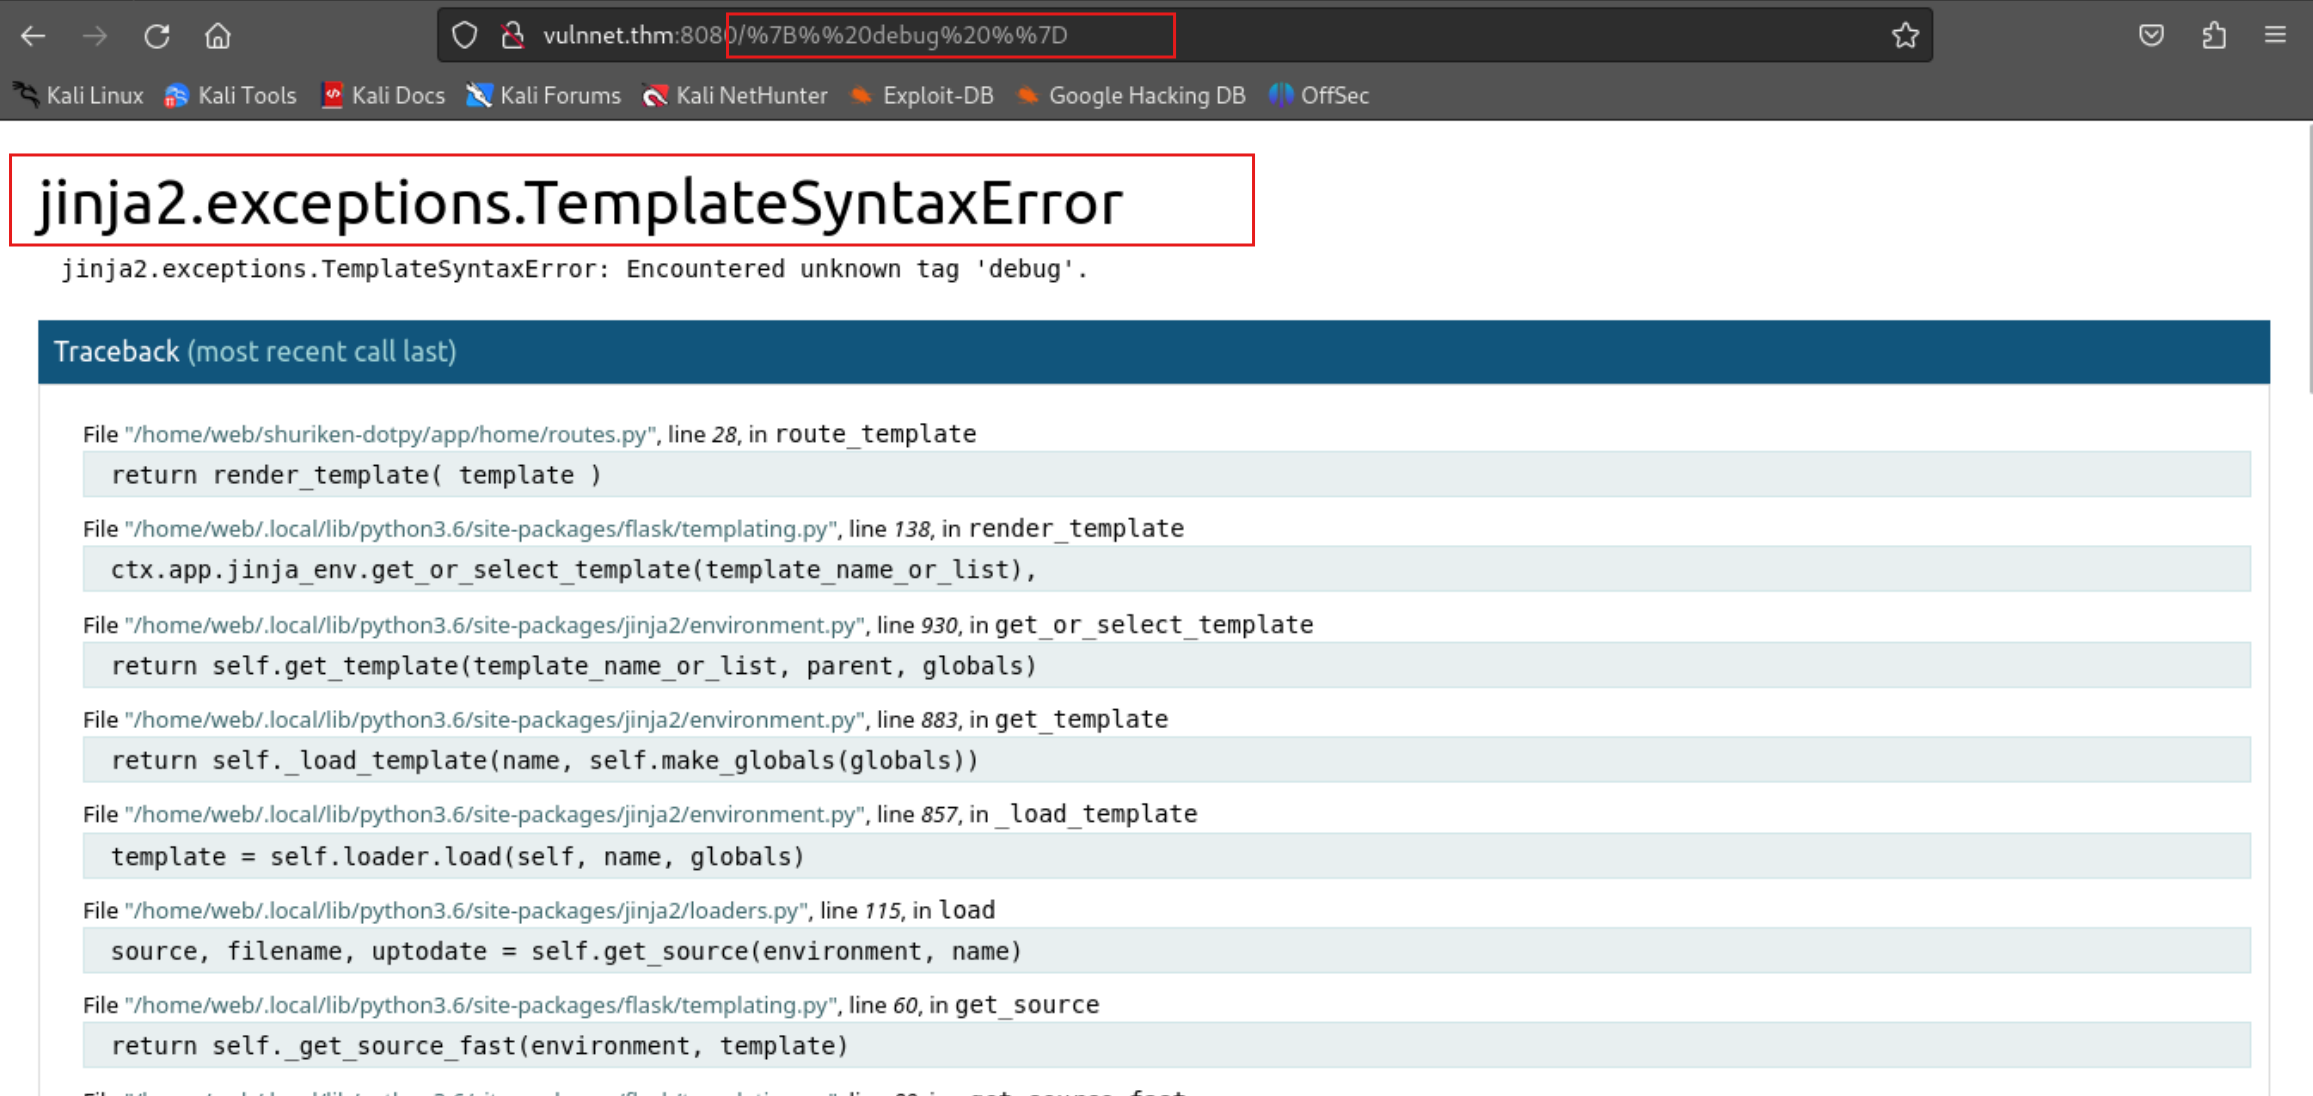 vulnnet.thm:8080/%7B%%20debug%20%%7D
Kali Linux Kali Tools Kali Docs Kali Forums Kali NetHunter Exploit-DB Google Hacking DB OffSec
jinja2.exceptions.TemplateSyntaxError
jinja2.exceptions.TemplateSyntaxError: Encountered unknown tag 'debug'.
Traceback (most recent call last)
File "/home/web/shuriken-dotpy/app/home/routes.py", line 28, in route_template
return render_template( template )
File "/home/web/.local/lib/python3.6/site-packages/flask/templating.py", line 138, in render_template
ctx.app.jinja_env.get_or_select_template(template_name_or_list),
File "/home/web/.local/lib/python3.6/site-packages/jinja2/environment.py", line 930, in get_or_select_template
return self.get_template(template_name_or_list, parent, globals)
File "/home/web/.local/lib/python3.6/site-packages/jinja2/environment.py", line 883, in get_template
return self._load_template(name, self.make_globals(globals))
File "/home/web/.local/lib/python3.6/site-packages/jinja2/environment.py", line 857, in _load_template
template = self.loader.load(self, name, globals)
File "/home/web/.local/lib/python3.6/site-packages/jinja2/loaders.py", line 115, in load
source, filename, uptodate = self.get_source(environment, name)
File "/home/web/.local/lib/python3.6/site-packages/flask/templating.py", line 60, in get_source
return self._get_source_fast(environment, template)